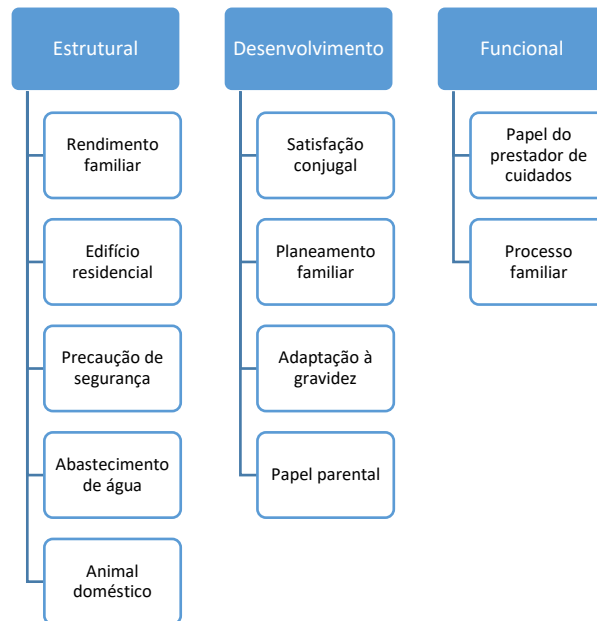 Estrutural
Rendimento
familiar
Edifício
residencial
Precaução de
segurança
Abastecimento
de água
Animal
doméstico
Desenvolvimento
Satisfação
conjugal
Planeamento
familiar
Adaptação à
gravidez
Papel parental
Funcional
Papel do
prestador de
cuidados
Processo
familiar